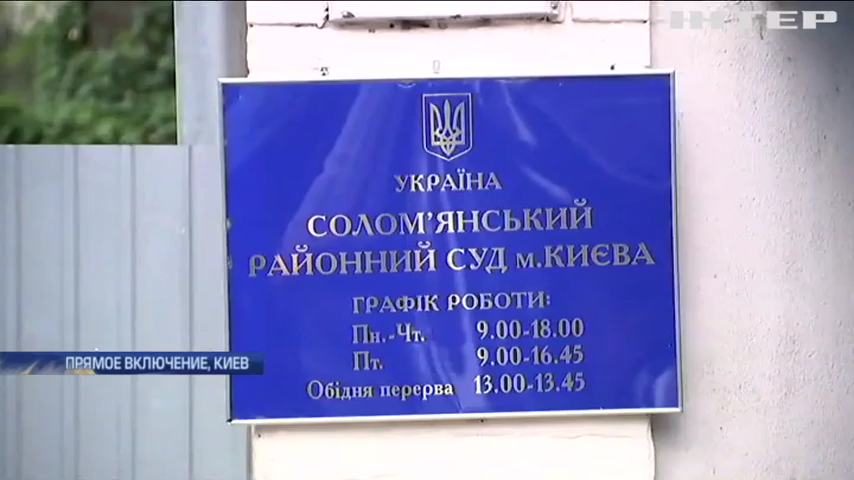 ІНТЕР
УКРАЇНА
СОЛОМ'ЯНСЬКИЙ
РАЙОННИЙ СУД м.КИЄВА
ГРАФІК РОБОТИ:
Пн.-Чт. 9.00-18.00
Пт. 9.00-16.45
Обідня перерва 13.00-13.45
ПРЯМОЕ ВКЛЮЧЕНИЕ, КИЕВ